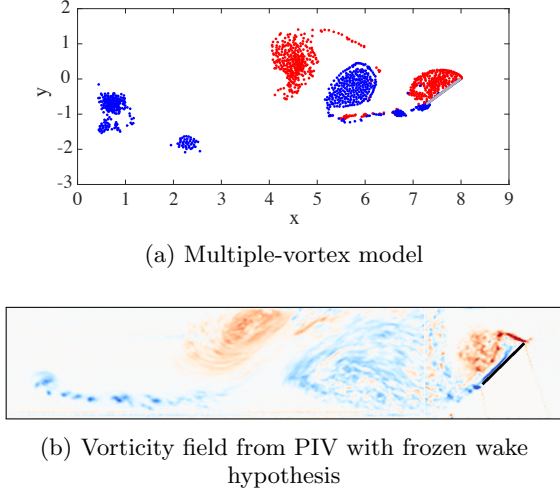 2
1
0
-1
-2
-3
y
0 1 2 3 4 5 6 7 8 9
x
(a) Multiple-vortex model
(b) Vorticity field from PIV with frozen wake
hypothesis